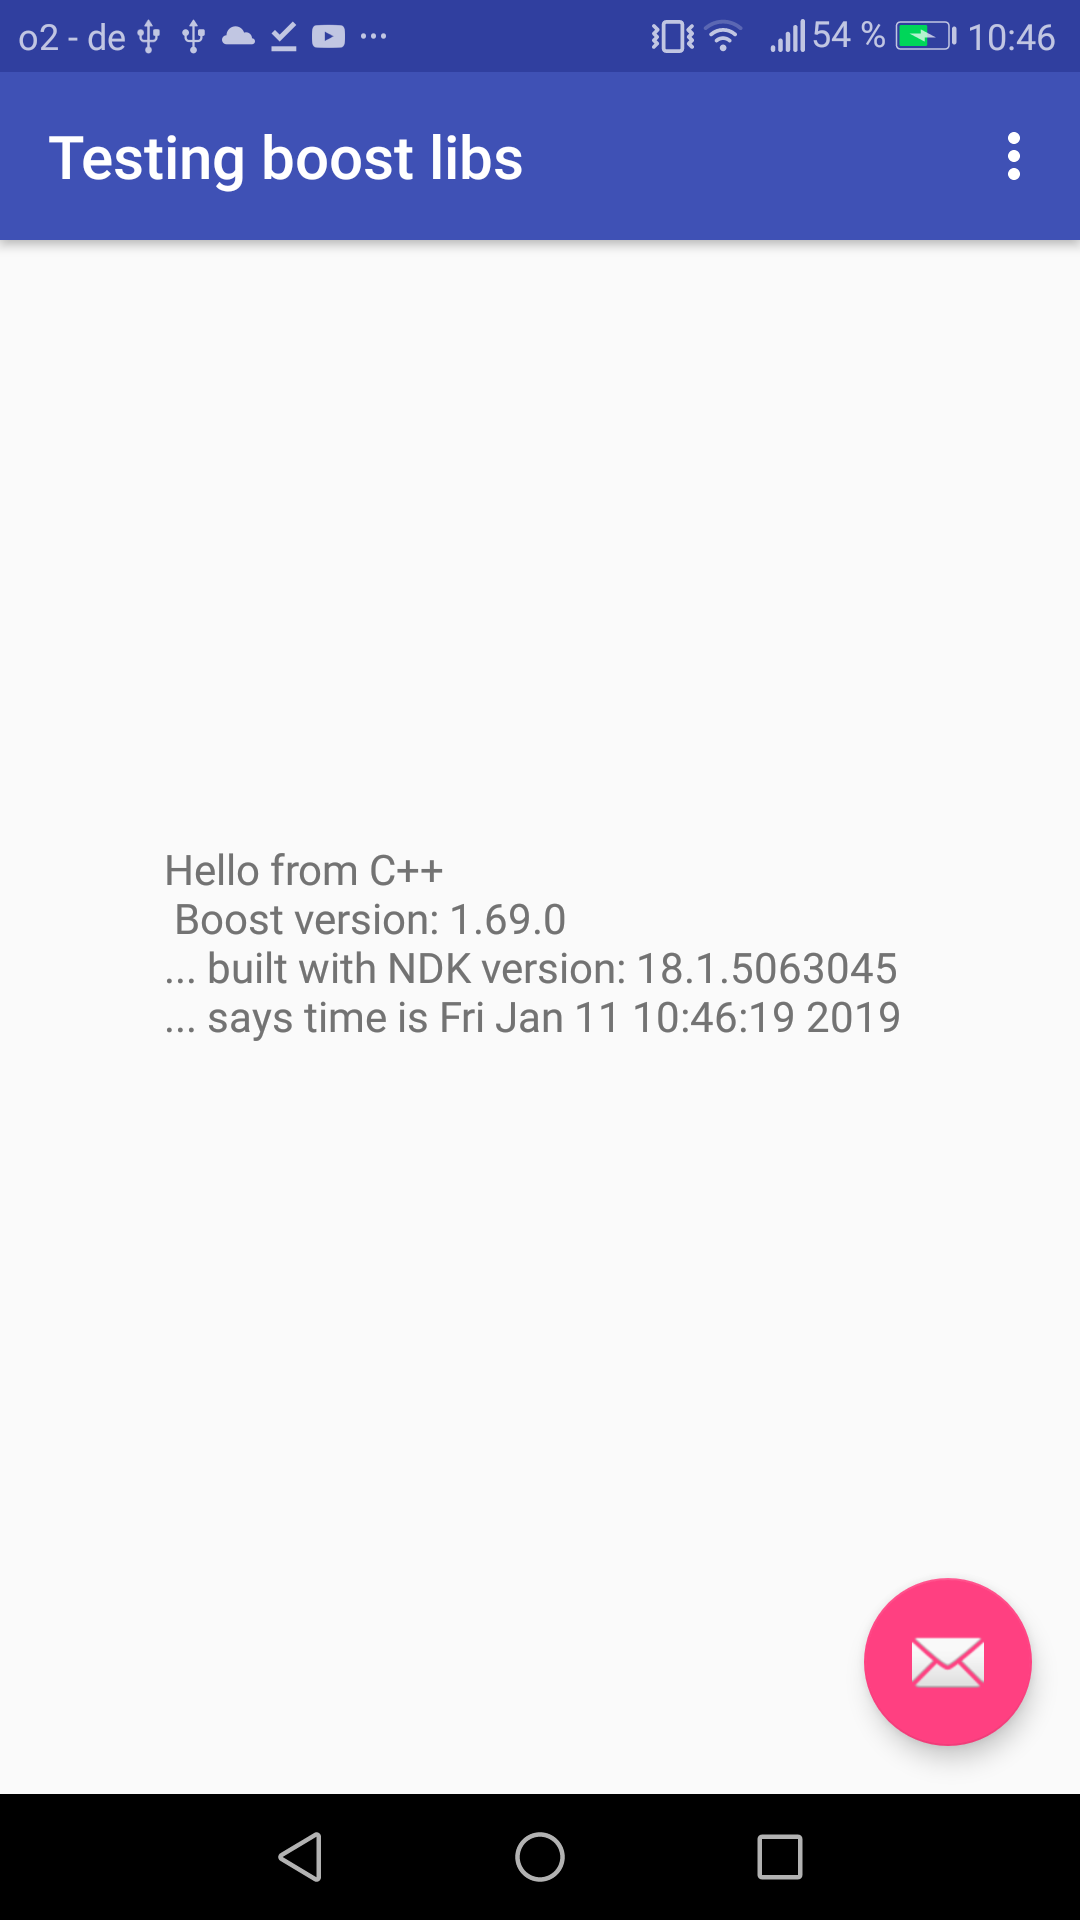 o2 - de 54 % 10:46
Testing boost libs
Hello from C++
Boost version: 1.69.0
... built with NDK version: 18.1.5063045
... says time is Fri Jan 11 10:46:19 2019